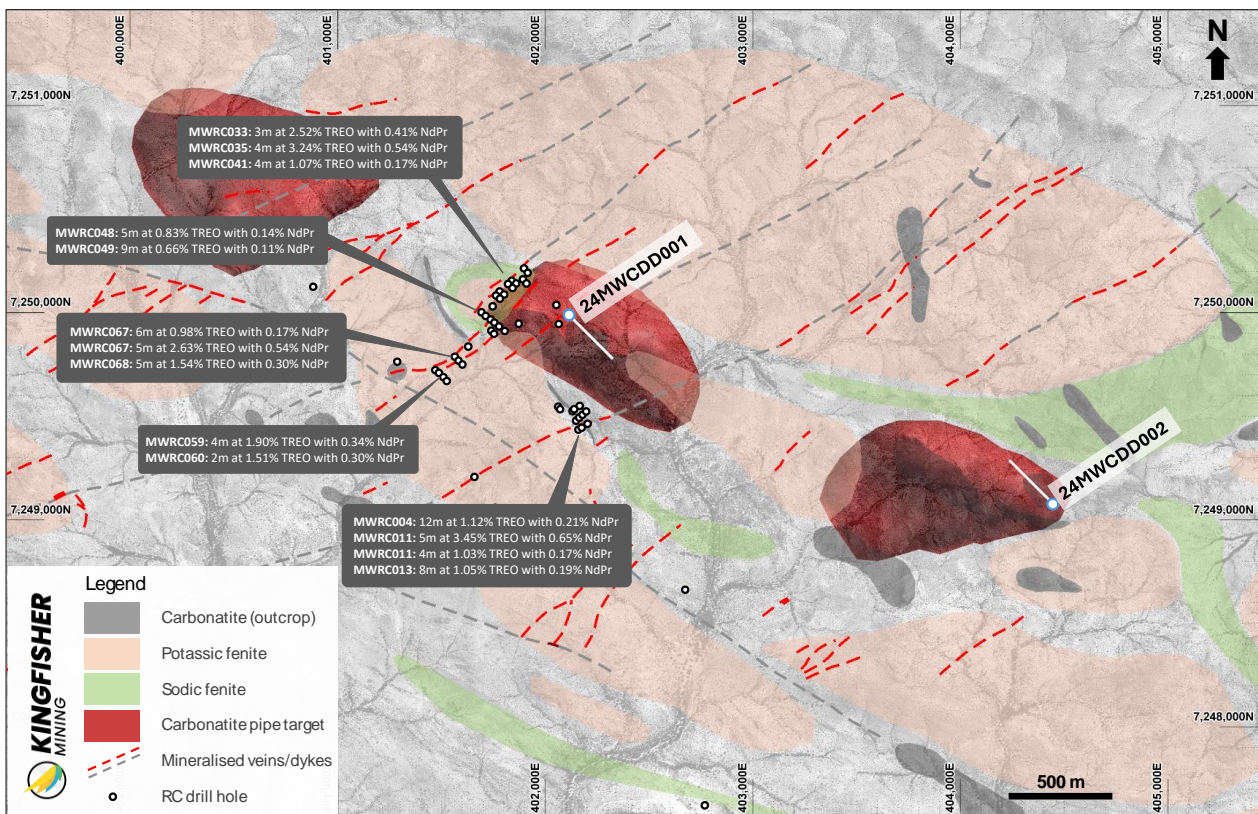 400,000E
401,000E
402,000E
403,000E
404,000E
405,000E
N
7,251,000N
7,251,000N
MWRC033: 3m at 2.52% TREO with 0.41% NdPr
MWRC035: 4m at 3.24% TREO with 0.54% NdPr
MWRC041: 4m at 1.07% TREO with 0.17% NdPr
MWRC048: 5m at 0.83% TREO with 0.14% NdPr
MWRC049: 9m at 0.66% TREO with 0.11% NdPr
24MWCDD001
7,250,000N
7,250,000N
MWRC067: 6m at 0.98% TREO with 0.17% NdPr
MWRC067: 5m at 2.63% TREO with 0.54% NdPr
MWRC068: 5m at 1.54% TREO with 0.30% NdPr
MWRC059: 4m at 1.90% TREO with 0.34% NdPr
MWRC060: 2m at 1.51% TREO with 0.30% NdPr
24MWCDD002
7,249,000N
7,249,000N
MWRC004: 12m at 1.12% TREO with 0.21% NdPr
MWRC011: 5m at 3.45% TREO with 0.65% NdPr
MWRC011: 4m at 1.03% TREO with 0.17% NdPr
MWRC013: 8m at 1.05% TREO with 0.19% NdPr
Legend
Carbonatite (outcrop)
Potassic fenite
Sodic fenite
Carbonatite pipe target
Mineralised veins/dykes
RC drill hole
KINGFISHER
MINING
7,248,000N
402,000E
403,000E
404,000E
405,000E
500 m